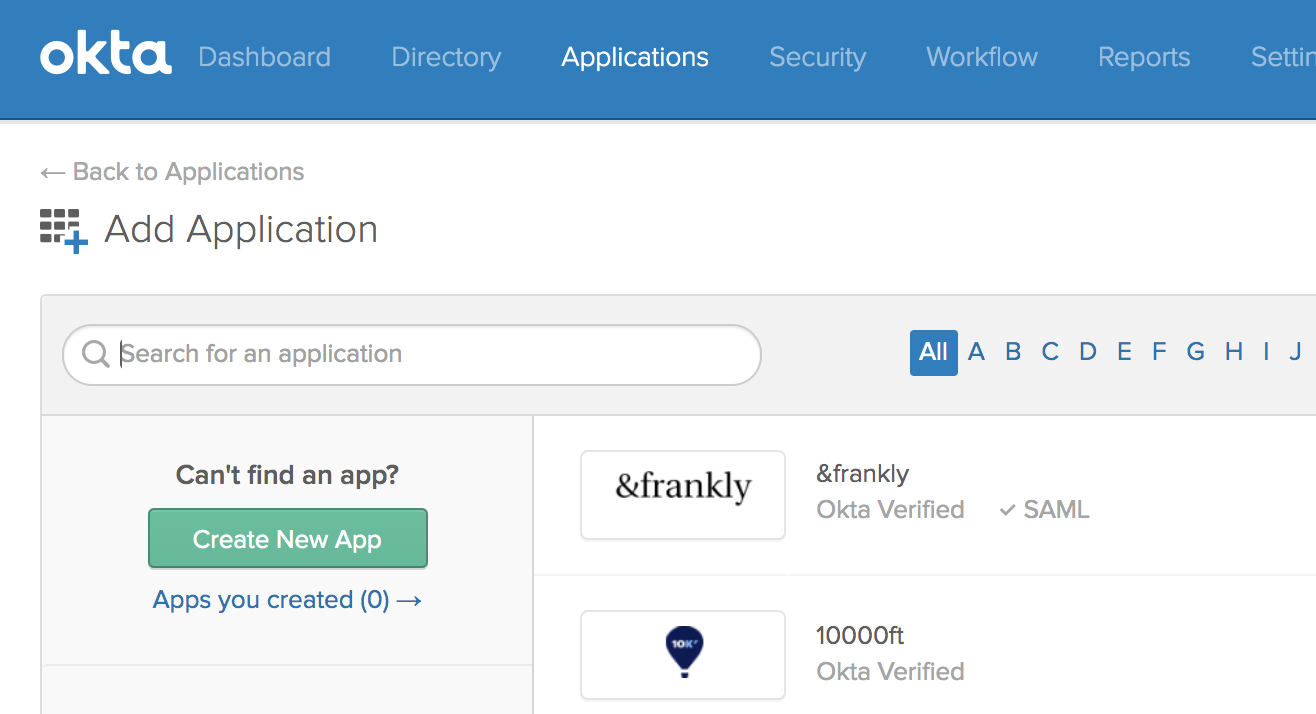 okta Dashboard Directory Applications Security Workflow Reports Settin
← Back to Applications
Add Application
Search for an application
All A B C D E F G H I J
Can't find an app?
Create New App
Apps you created (0) →
&frankly
&frankly
Okta Verified ✓ SAML
10K
10000ft
Okta Verified